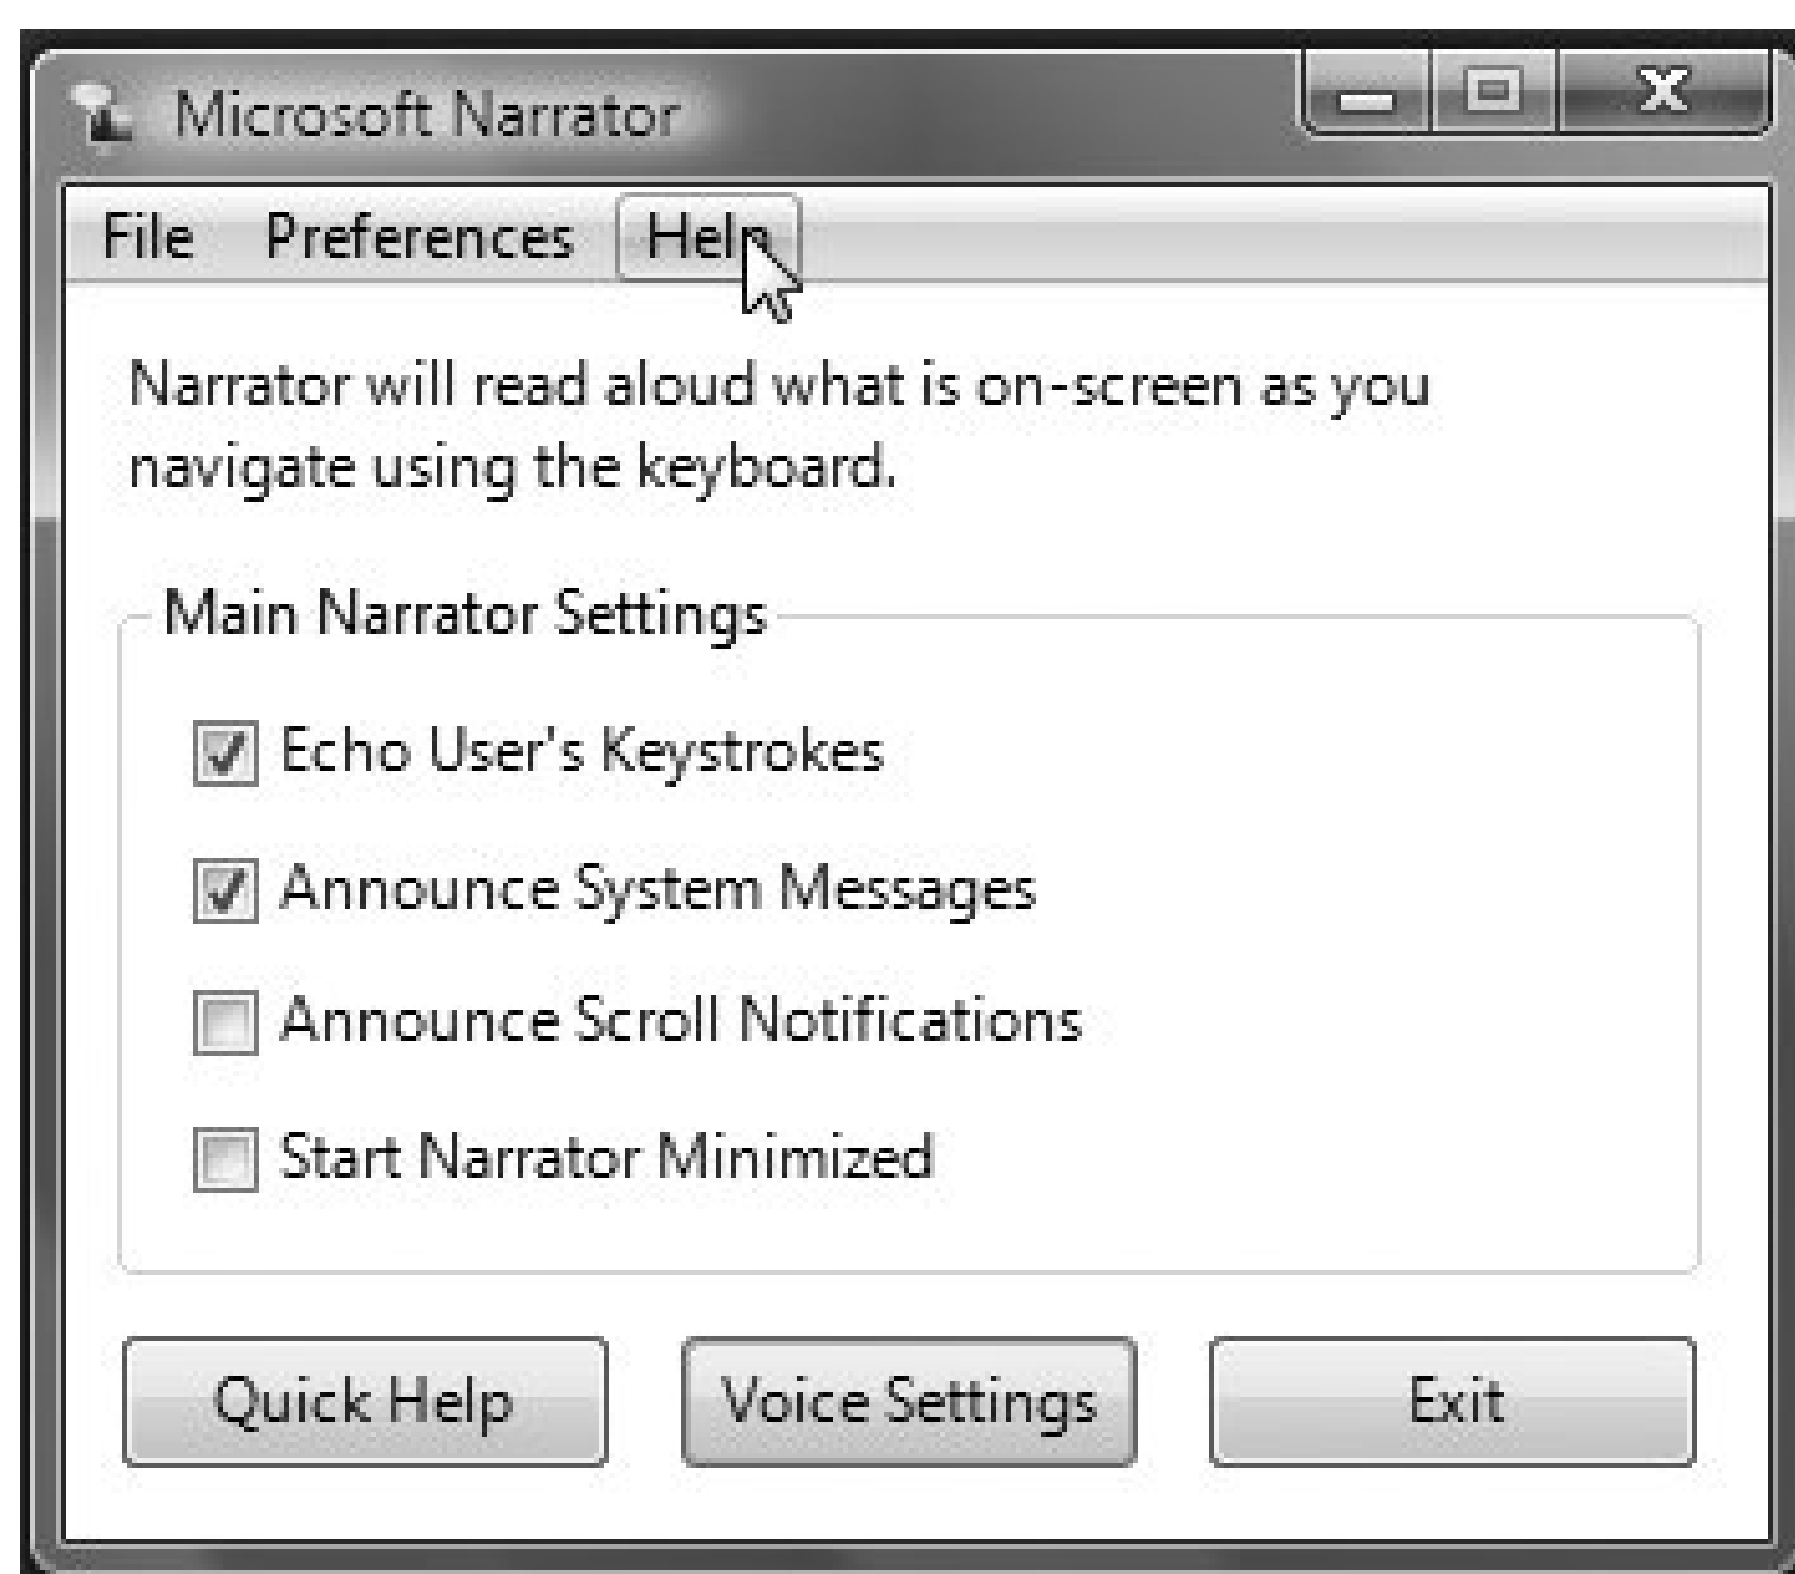 Microsoft Narrator
File Preferences Help
Narrator will read aloud what is on-screen as you
navigate using the keyboard.
Main Narrator Settings
Echo User's Keystrokes
Announce System Messages
Announce Scroll Notifications
Start Narrator Minimized
Quick Help Voice Settings Exit